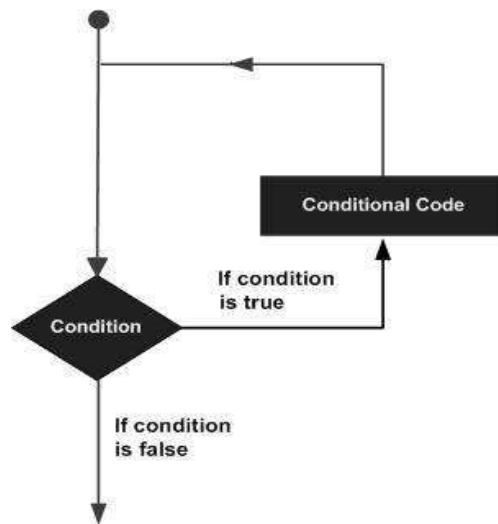 Conditional Code
If condition
is true
Condition
If condition
is false